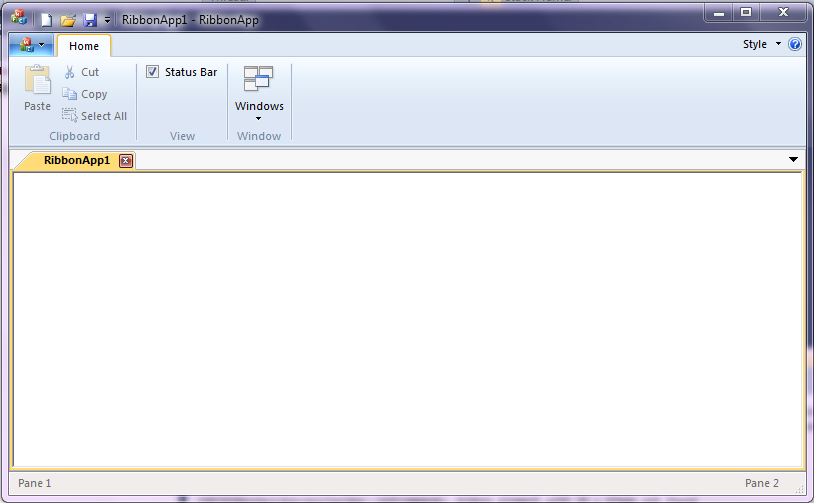 RibbonApp1 - RibbonApp
Home
Style
Paste
Cut
Copy
Select All
Clipboard
Status Bar
View
Windows
Window
RibbonApp1
Pane 1
Pane 2